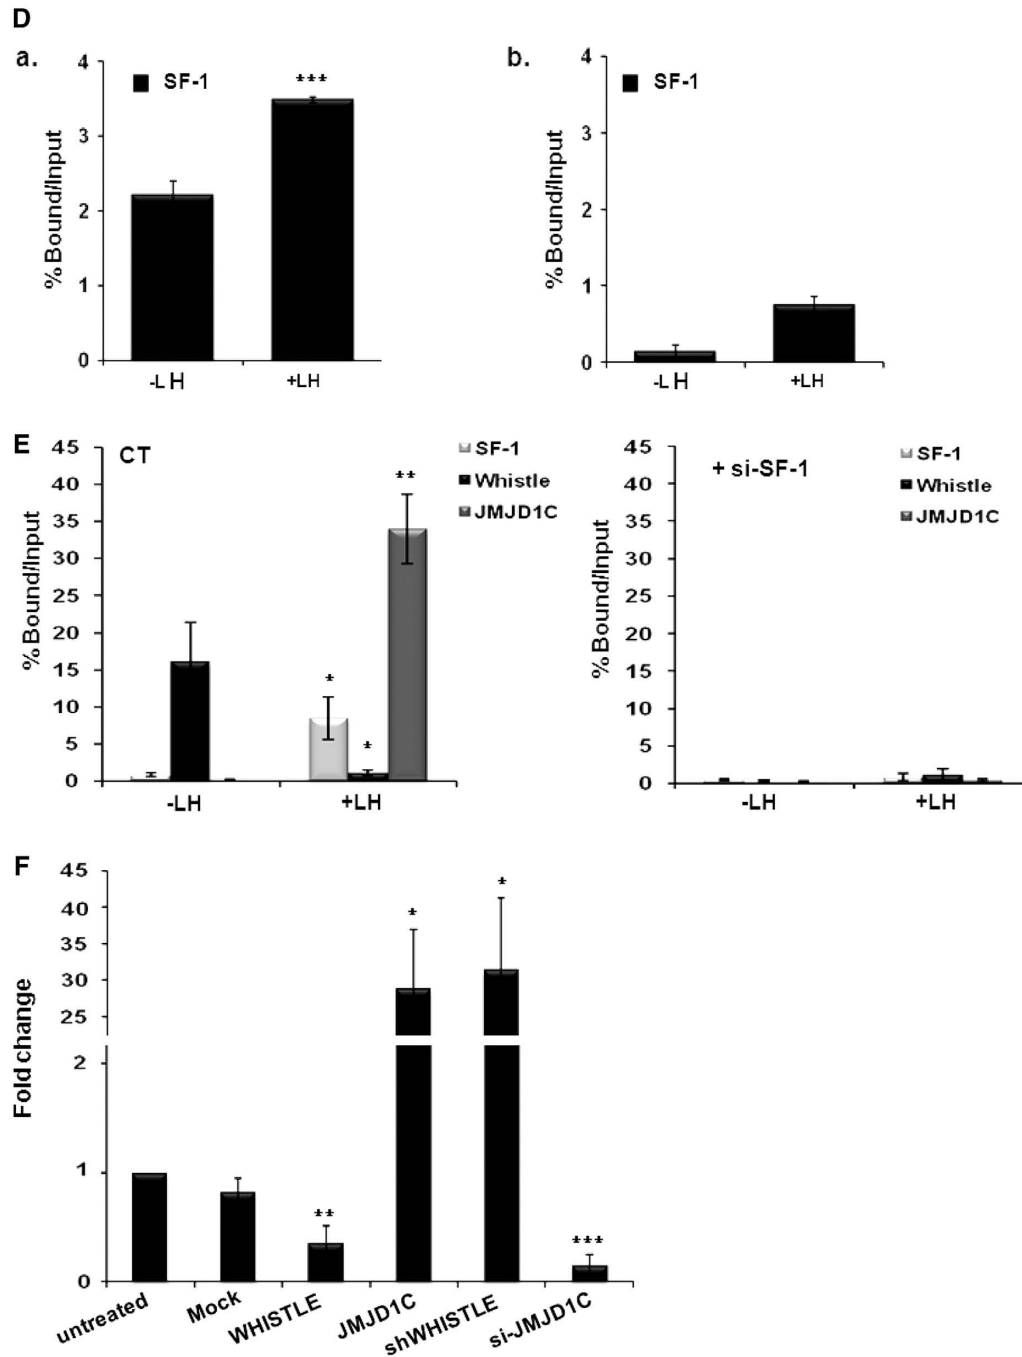 D
a.
SF-1
***
4
3
2
1
0
% Bound/Input
-LH
+LH
b.
SF-1
4
3
2
1
0
% Bound/Input
-LH
+LH
E
CT
SF-1
Whistle
JMJD1C
45
40
35
30
25
20
15
10
5
0
% Bound/Input
*
*
**
-LH
+LH
+ si-SF-1
SF-1
Whistle
JMJD1C
45
40
35
30
25
20
15
10
5
0
% Bound/Input
-LH
+LH
F
45
40
35
30
25
2
1
0
Fold change
**
*
*
***
untreated
Mock
WHISTLE
JMJD1C
shWHISTLE
si-JMJD1C